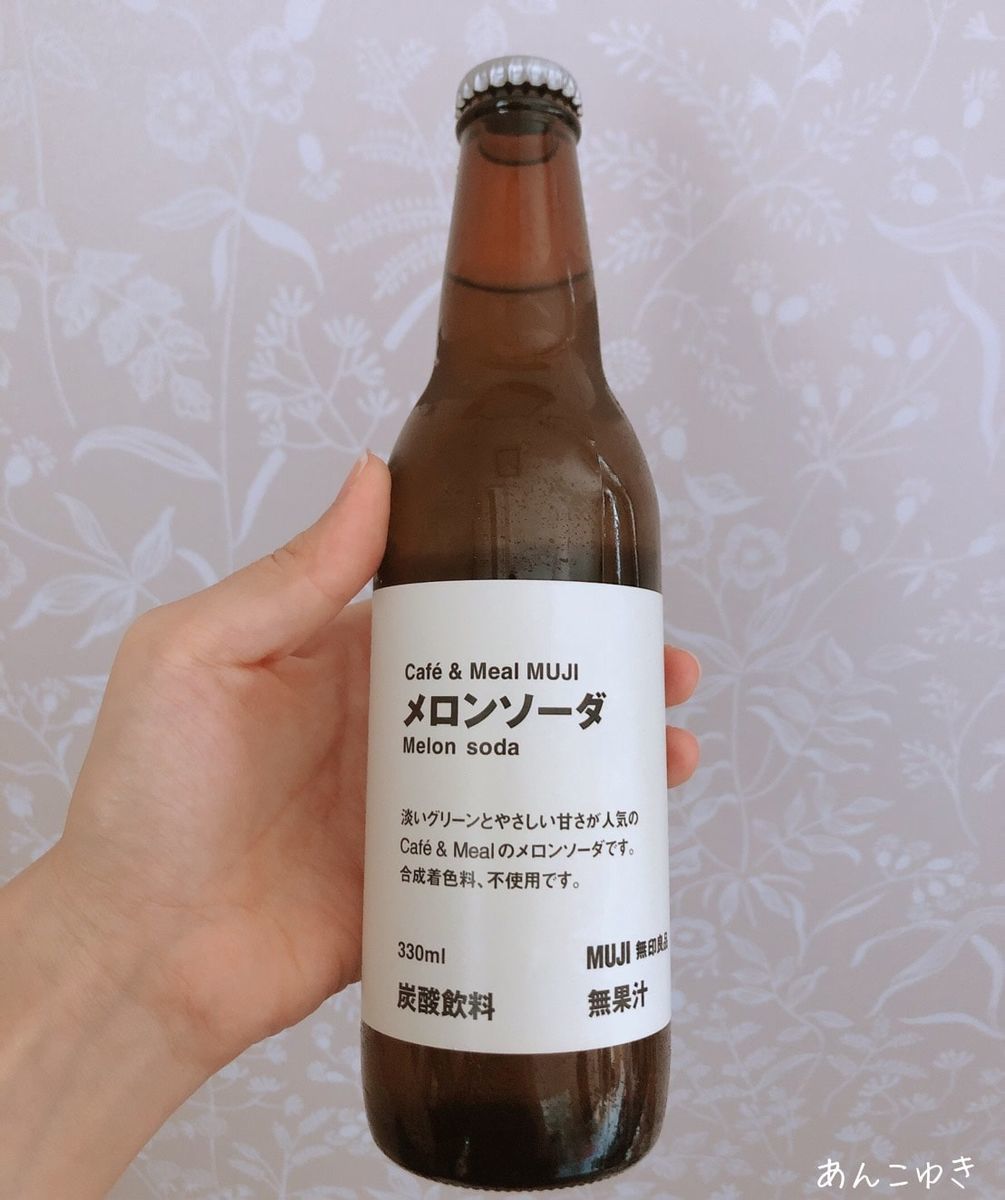 Café & Meal MUJI
メロンソーダ
Melon soda
淡いグリーンとやさしい甘さが人気の
Café & Mealのメロンソーダです。
合成着色料、不使用です。
330ml
MUJI 無印良品
炭酸飲料
無果汁
あんこゆき